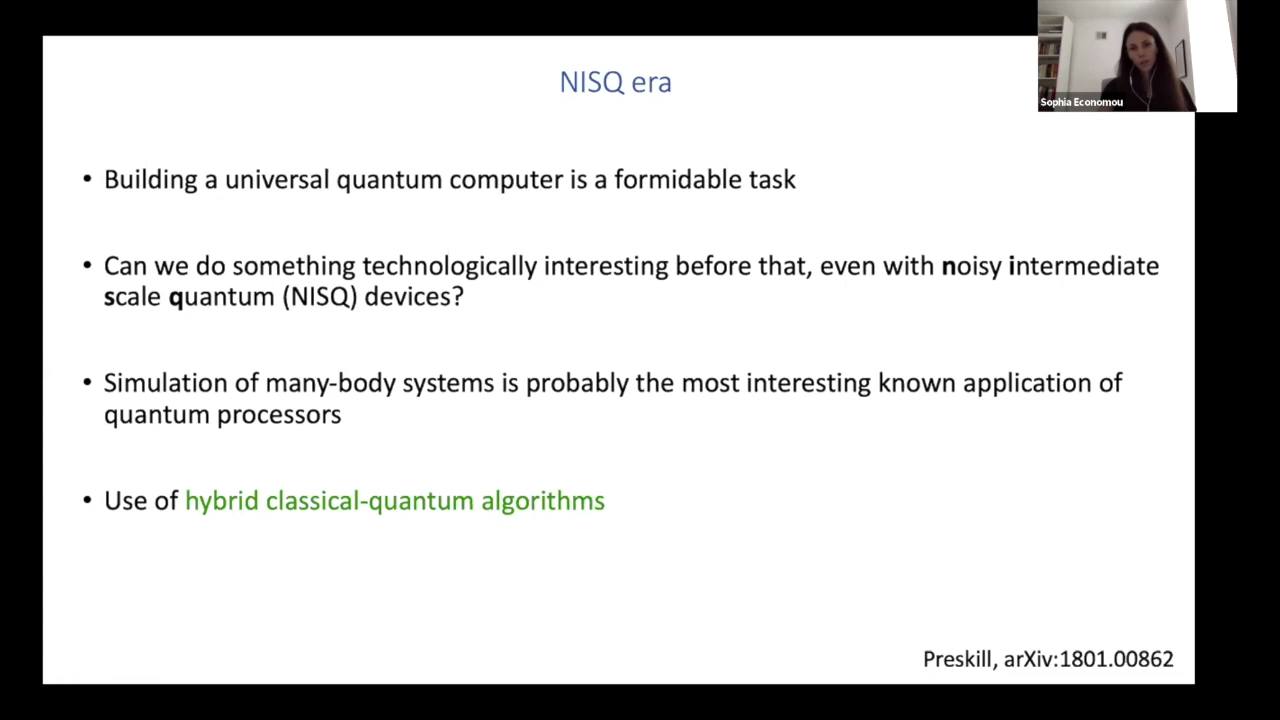 NISQ era
Sophia Economou
• Building a universal quantum computer is a formidable task
• Can we do something technologically interesting before that, even with noisy intermediate
scale quantum (NISQ) devices?
• Simulation of many-body systems is probably the most interesting known application of
quantum processors
• Use of hybrid classical-quantum algorithms
Preskill, arXiv:1801.00862